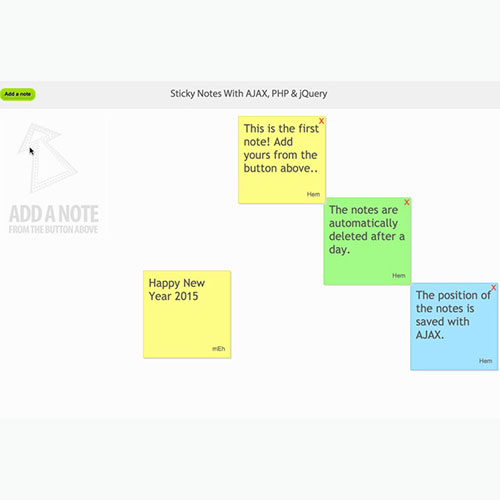 Add a note
Sticky Notes With AJAX, PHP & jQuery
ADD A NOTE
FROM THE BUTTON ABOVE
X
This is the first
note! Add
yours from the
button above..
Hem
X
The notes are
automatically
deleted after a
day.
Hem
Happy New
Year 2015
mEh
X
The position of
the notes is
saved with
AJAX.
Hem